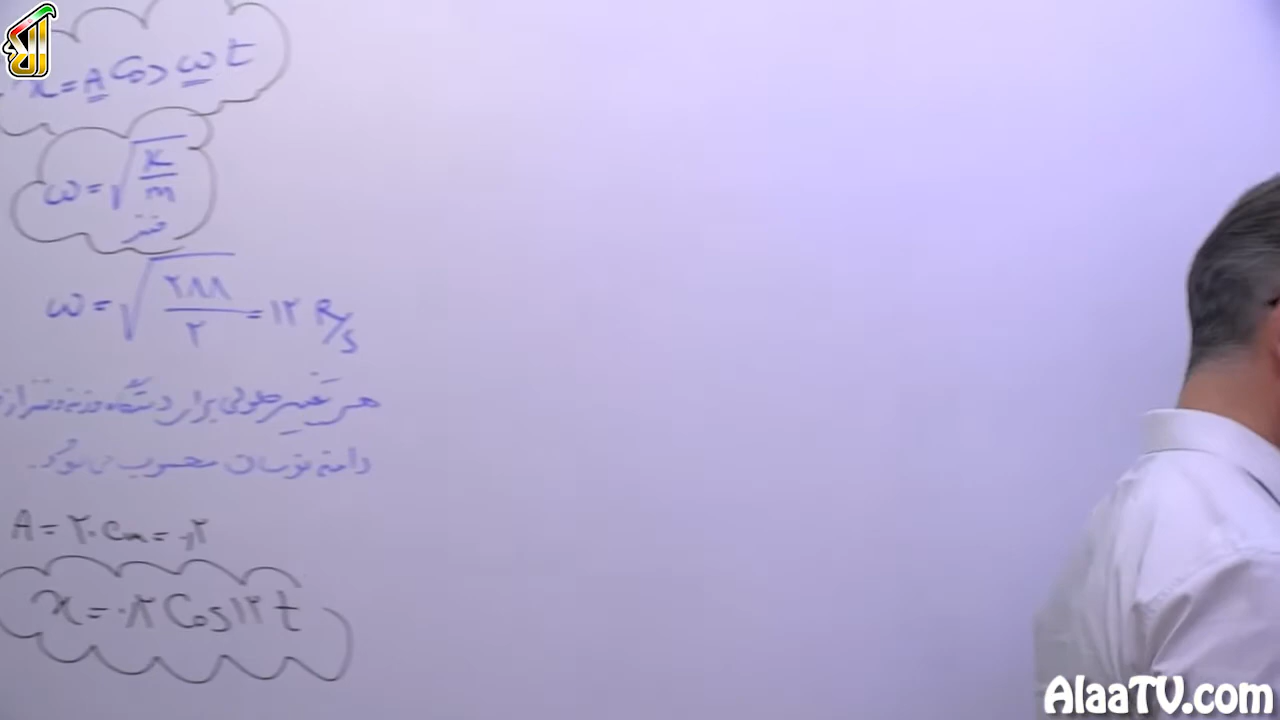 x = A Cos ωt
ω = √K/m
فنر
ω = √۲۸۸/۲ = ۱۲ R/s
هر تغییر طولی برای دستگاه وزنه و فنر از
دامنه نوسان محسوب می شود.
A = ۲۰ Cm = ۰٫۲
x = ۰٫۲ Cos ۱۲ t
AlaaTV.com